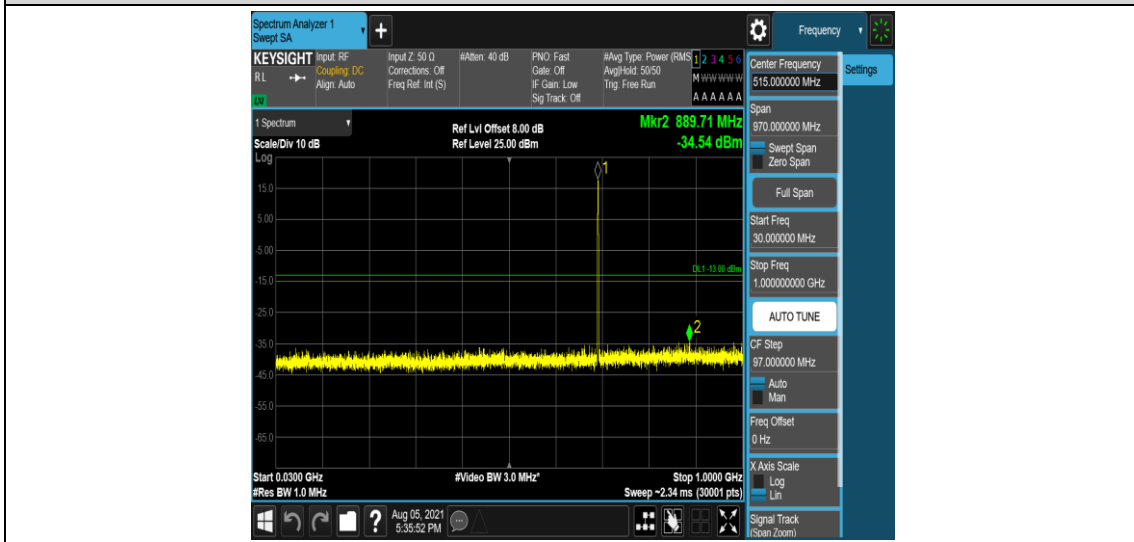 Spectrum Analyzer 1
Swept SA
+
Frequency
KEYSIGHT
RL
LXI
Input: RF
Coupling: DC
Align: Auto
Input Z: 50 Ω
Corrections: Off
Freq Ref: Int (S)
#Atten: 40 dB
PNO: Fast
Gate: Off
IF Gain: Low
Sig Track: Off
#Avg Type: Power (RMS
Avg|Hold: 50/50
Trig: Free Run
1 2 3 4 5 6
M W W W W W
A A A A A A
1 Spectrum
Scale/Div 10 dB
Log
Ref Lvl Offset 8.00 dB
Ref Level 25.00 dBm
Mkr2 889.71 MHz
-34.54 dBm
1
15.0
5.00
-5.00
DL1 -13.00 dBm
-15.0
-25.0
2
-35.0
-45.0
-55.0
-65.0
Start 0.0300 GHz
#Res BW 1.0 MHz
#Video BW 3.0 MHz*
Stop 1.0000 GHz
Sweep ~2.34 ms (30001 pts)
Center Frequency
515.000000 MHz
Settings
Span
970.000000 MHz
Swept Span
Zero Span
Full Span
Start Freq
30.000000 MHz
Stop Freq
1.000000000 GHz
AUTO TUNE
CF Step
97.000000 MHz
Auto
Man
Freq Offset
0 Hz
X Axis Scale
Log
Lin
Signal Track
(Span Zoom)
?
Aug 05, 2021
5:35:52 PM